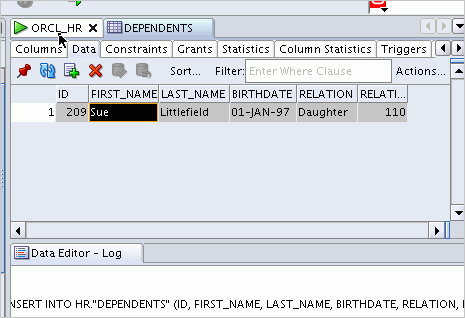 ORCL_HR DEPENDENTS
Columns Data Constraints Grants Statistics Column Statistics Triggers
Sort... Filter: Enter Where Clause Actions...
ID FIRST_NAME LAST_NAME BIRTHDATE RELATION RELATI...
1 209 Sue Littlefield 01-JAN-97 Daughter 110
Data Editor - Log
NSERT INTO HR."DEPENDENTS" (ID, FIRST_NAME, LAST_NAME, BIRTHDATE, RELATION,